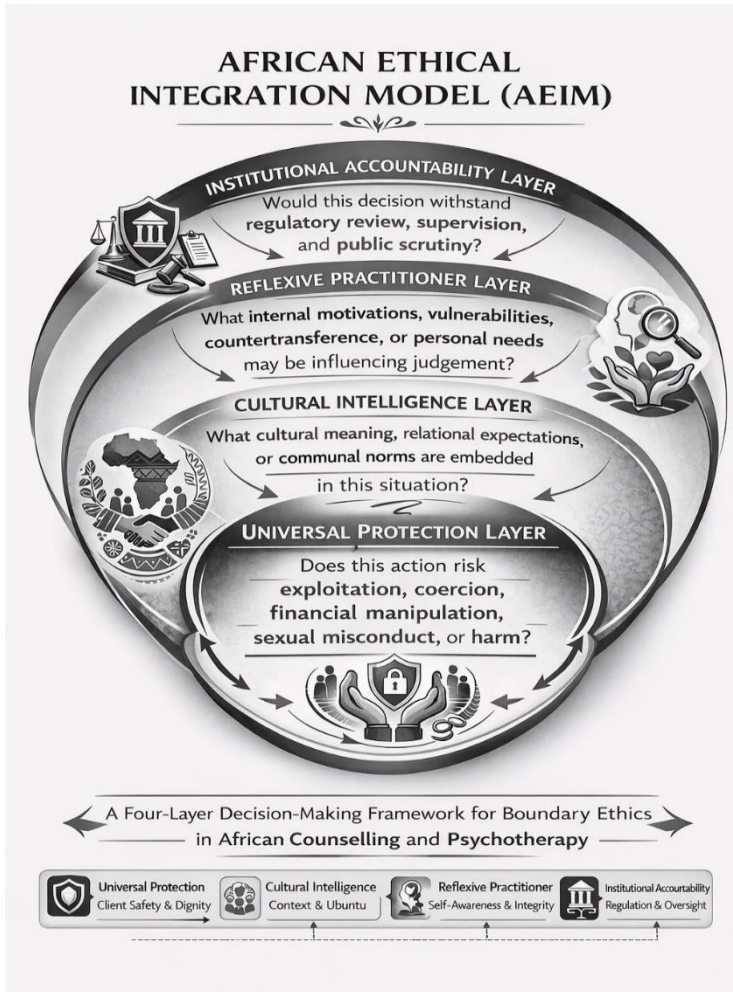 AFRICAN ETHICAL
INTEGRATION MODEL (AEIM)
INSTITUTIONAL ACCOUNTABILITY LAYER
Would this decision withstand
regulatory review, supervision,
and public scrutiny?
REFLEXIVE PRACTITIONER LAYER
What internal motivations, vulnerabilities,
countertransference, or personal needs
may be influencing judgement?
CULTURAL INTELLIGENCE LAYER
What cultural meaning, relational expectations,
or communal norms are embedded
in this situation?
UNIVERSAL PROTECTION LAYER
Does this action risk
exploitation, coercion,
financial manipulation,
sexual misconduct, or harm?
A Four-Layer Decision-Making Framework for Boundary Ethics
in African Counselling and Psychotherapy
Universal Protection
Client Safety & Dignity
Cultural Intelligence
Context & Ubuntu
Reflexive Practitioner
Self-Awareness & Integrity
Institutional Accourtability
Regulation & Oversight